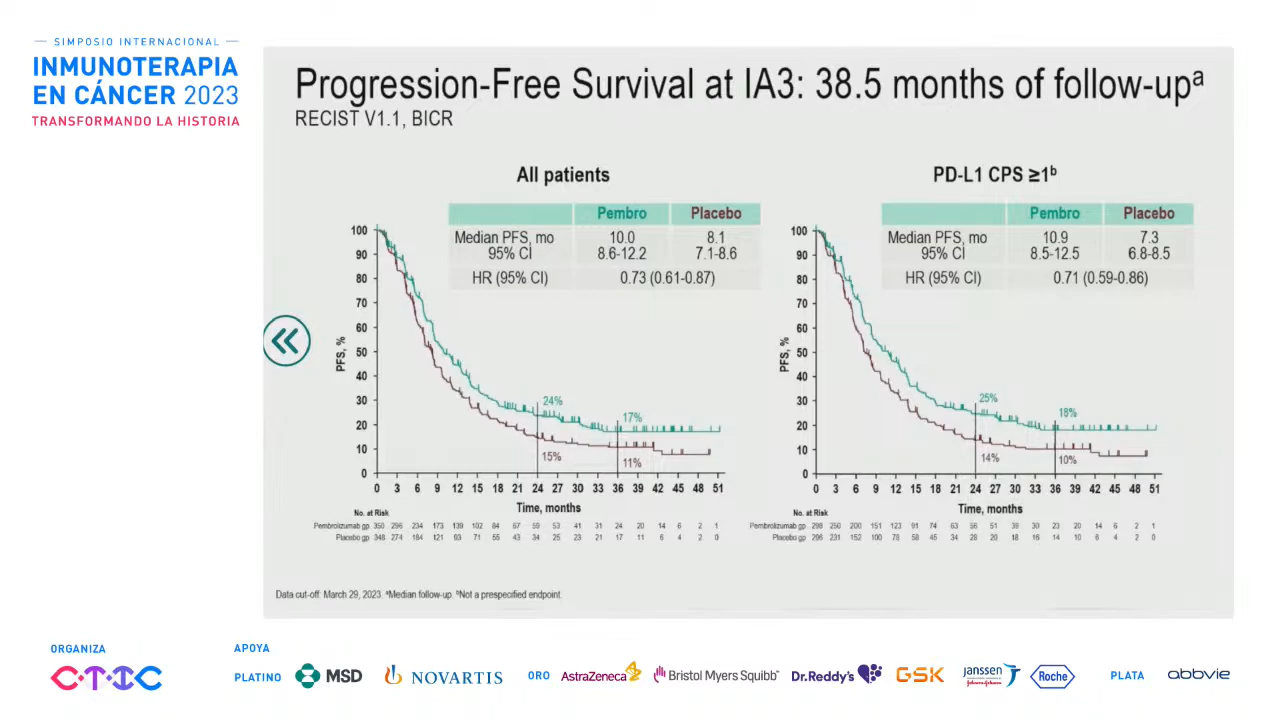 SIMPOSIO INTERNACIONAL
INMUNOTERAPIA
EN CÁNCER 2023
TRANSFORMANDO LA HISTORIA
Progression-Free Survival at IA3: 38.5 months of follow-upᵃ
RECIST V1.1, BICR
All patients
Pembro Placebo
Median PFS, mo 10.0 8.1
95% CI 8.6-12.2 7.1-8.6
HR (95% CI) 0.73 (0.61-0.87)
PFS, %
100
90
80
70
60
50
40
30
20
10
0
24%
17%
15%
11%
0 3 6 9 12 15 18 21 24 27 30 33 36 39 42 45 48 51
Time, months
No. at Risk
Pembrolizumab gp 350 296 234 173 139 102 84 67 59 53 41 31 24 20 14 6 2 1
Placebo gp 348 274 184 121 93 71 55 43 34 25 23 21 17 11 6 4 2 0
PD-L1 CPS ≥1ᵇ
Pembro Placebo
Median PFS, mo 10.9 7.3
95% CI 8.5-12.5 6.8-8.5
HR (95% CI) 0.71 (0.59-0.86)
PFS, %
100
90
80
70
60
50
40
30
20
10
0
25%
18%
14%
10%
0 3 6 9 12 15 18 21 24 27 30 33 36 39 42 45 48 51
Time, months
No. at Risk
Pembrolizumab gp 298 250 200 151 123 91 74 63 56 51 39 30 23 20 14 6 2 1
Placebo gp 296 231 152 100 78 58 45 34 28 20 18 16 14 10 6 4 2 0
Data cut-off: March 29, 2023. ᵃMedian follow-up. ᵇNot a prespecified endpoint.
ORGANIZA
CTIC
APOYA
PLATINO
MSD
NOVARTIS
ORO
AstraZeneca
Bristol Myers Squibb™
Dr.Reddy's
GSK
janssen
Johnson&Johnson
Roche
PLATA
abbvie